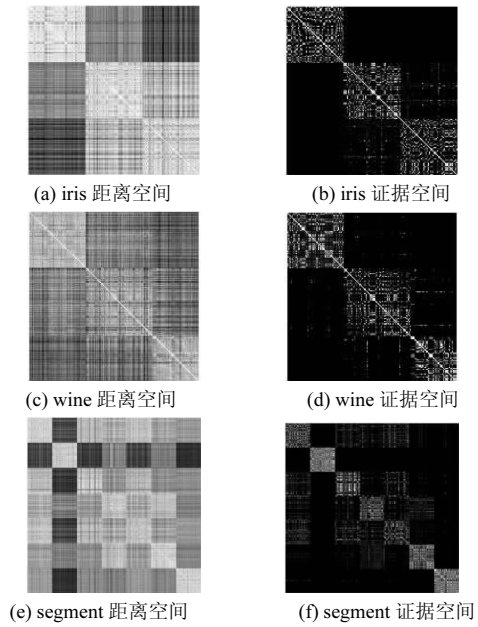 (a) iris 距离空间
(b) iris 证据空间
(c) wine 距离空间
(d) wine 证据空间
(e) segment 距离空间
(f) segment 证据空间